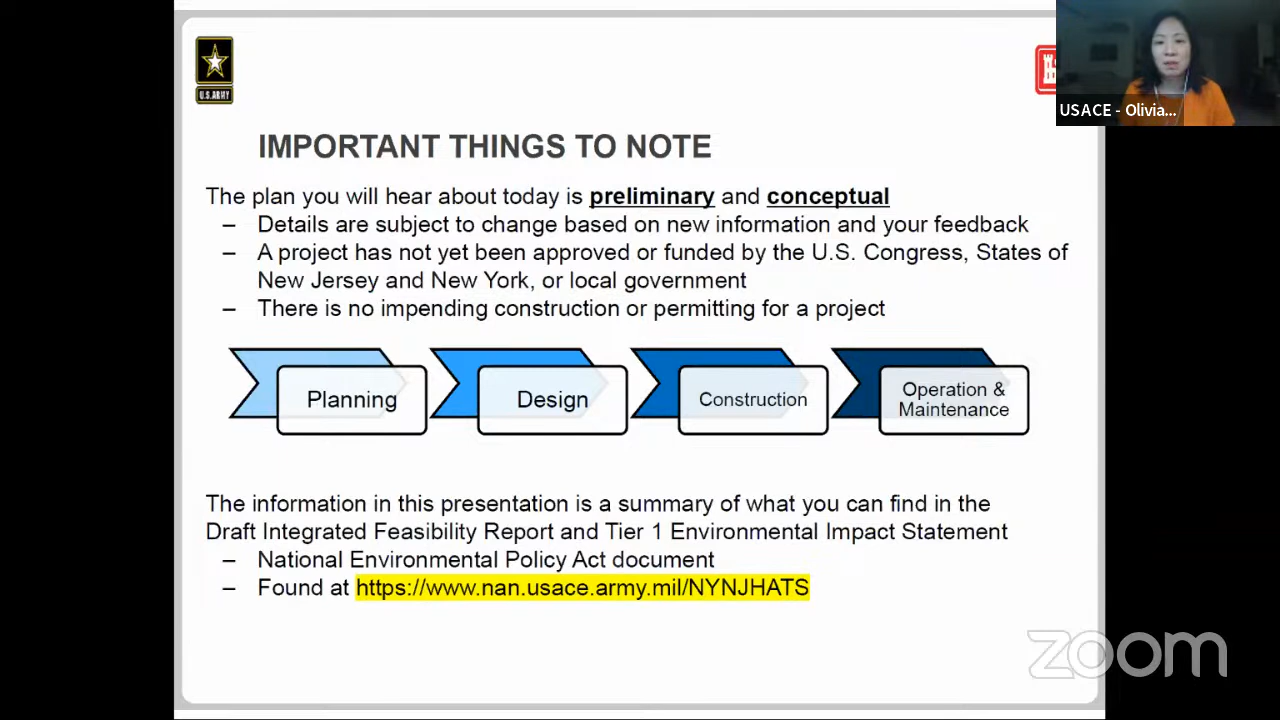 U.S.ARMY
USACE - Olivia...
IMPORTANT THINGS TO NOTE
The plan you will hear about today is preliminary and conceptual
– Details are subject to change based on new information and your feedback
– A project has not yet been approved or funded by the U.S. Congress, States of
New Jersey and New York, or local government
– There is no impending construction or permitting for a project
Planning
Design
Construction
Operation &
Maintenance
The information in this presentation is a summary of what you can find in the
Draft Integrated Feasibility Report and Tier 1 Environmental Impact Statement
– National Environmental Policy Act document
– Found at https://www.nan.usace.army.mil/NYNJHATS
zoom